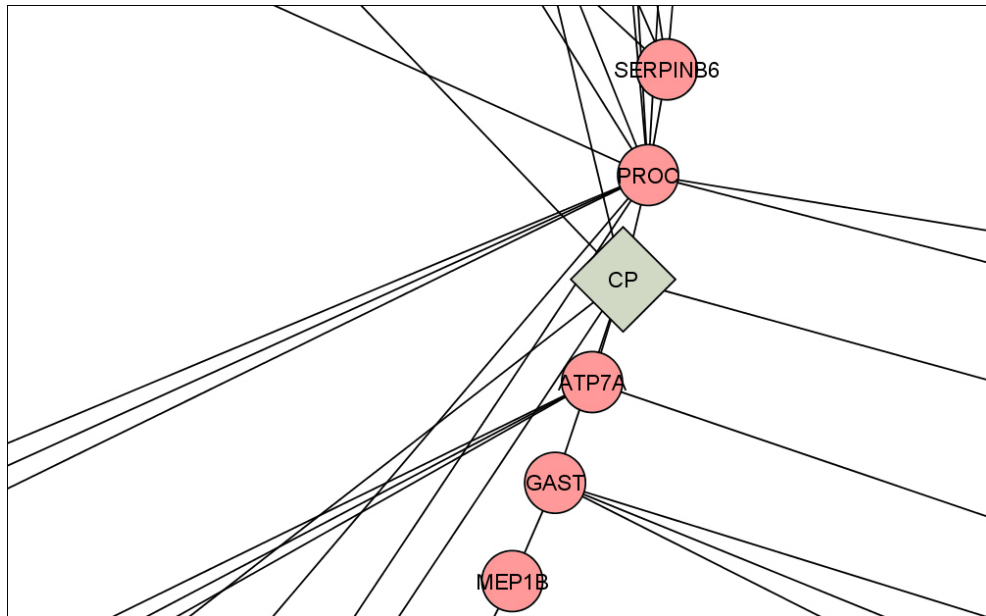 SERPINB6
PROC
CP
ATP7A
GAST
MEP1B